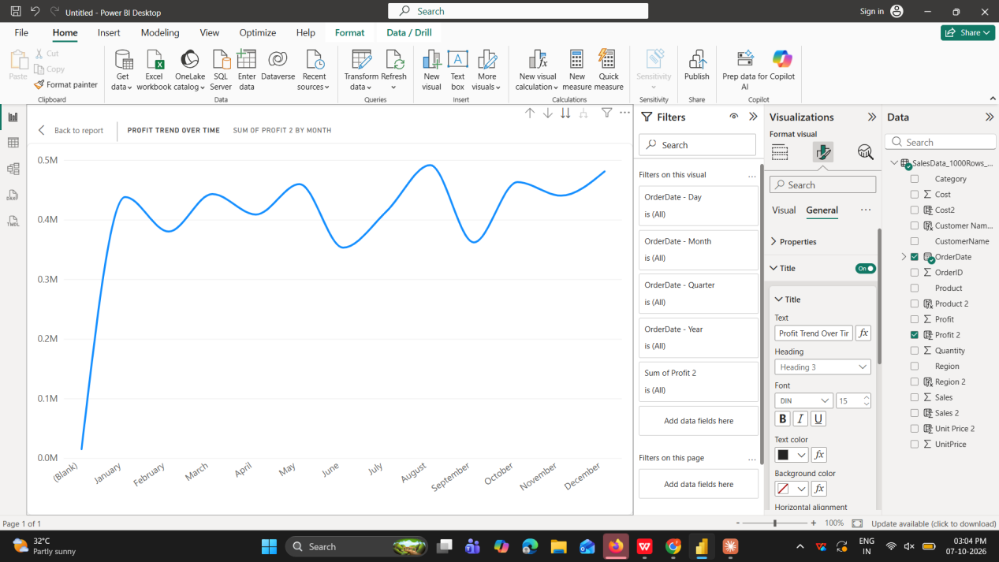 Untitled - Power BI Desktop
Search
Sign in
File Home Insert Modeling View Optimize Help Format Data / Drill
Share
Paste
Cut
Copy
Format painter
Clipboard
Get data
Excel workbook
OneLake catalog
SQL Server
Enter data
Dataverse
Recent sources
Data
Transform data
Refresh
Queries
New visual
Text box
More visuals
Insert
New visual calculation
New measure
Quick measure
Calculations
Sensitivity
Sensitivity
Publish
Share
Prep data for AI
Copilot
Copilot
DAX
TMDL
Back to report
PROFIT TREND OVER TIME
SUM OF PROFIT 2 BY MONTH
0.5M
0.4M
0.3M
0.2M
0.1M
0.0M
(Blank)
January
February
March
April
May
June
July
August
September
October
November
December
Filters
Search
Filters on this visual
OrderDate - Day
is (All)
OrderDate - Month
is (All)
OrderDate - Quarter
is (All)
OrderDate - Year
is (All)
Sum of Profit 2
is (All)
Add data fields here
Filters on this page
Add data fields here
Visualizations
Format visual
Search
Visual General
Properties
Title
On
Title
Text
Profit Trend Over Tir
fx
Heading
Heading 3
Font
DIN
15
B I U
Text color
fx
Background color
fx
Horizontal alignment
Data
Search
SalesData_1000Rows_...
Category
Cost
Cost2
Customer Nam...
CustomerName
OrderDate
OrderID
Product
Product 2
Profit
Profit 2
Quantity
Region
Region 2
Sales
Sales 2
Unit Price 2
UnitPrice
Page 1 of 1
- + 100%
Update available (click to download)
32°C
Partly sunny
Search
ENG
IN
03:04 PM
07-10-2026